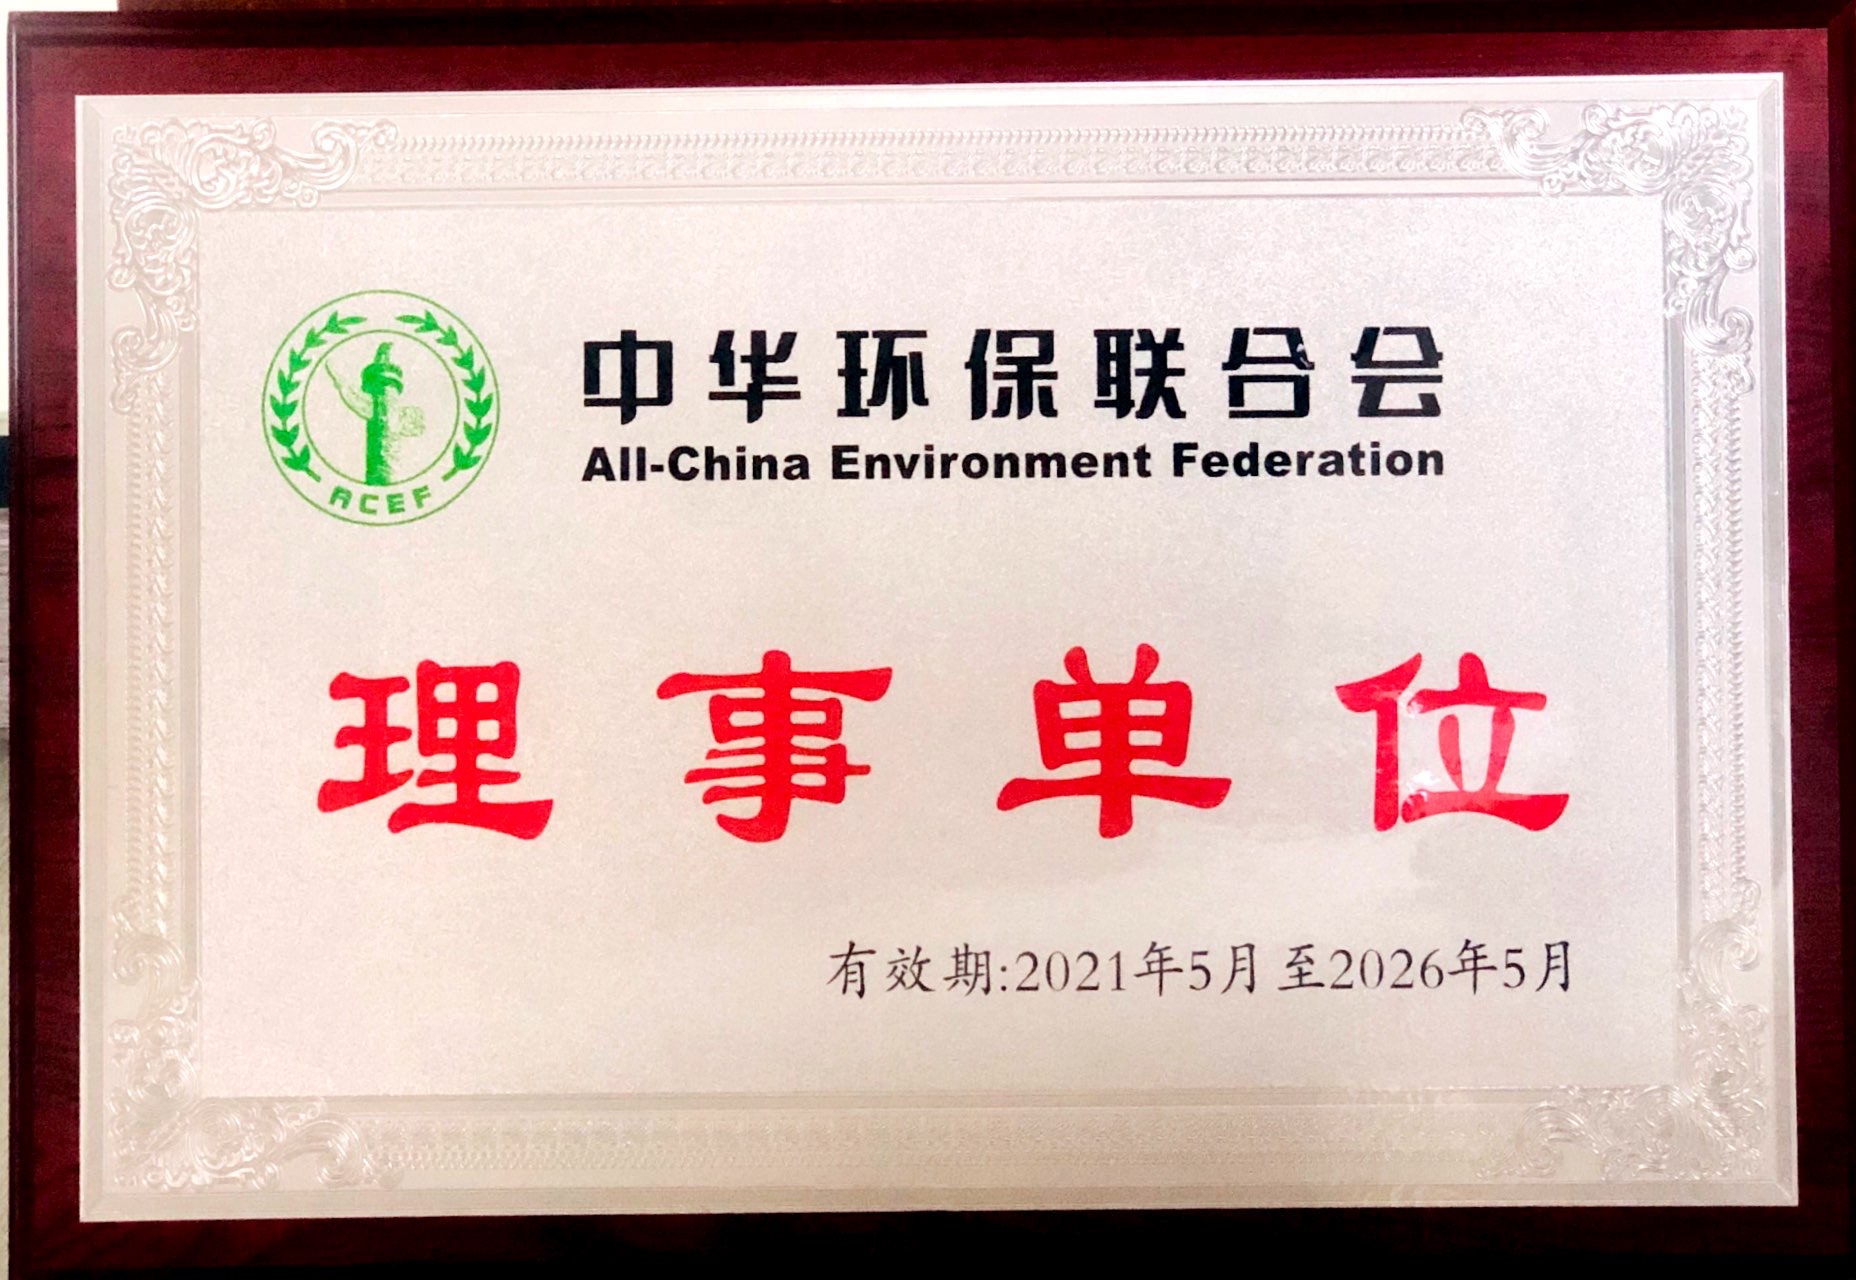 ACEF
中华环保联合会
All-China Environment Federation
理事单位
有效期:2021年5月至2026年5月